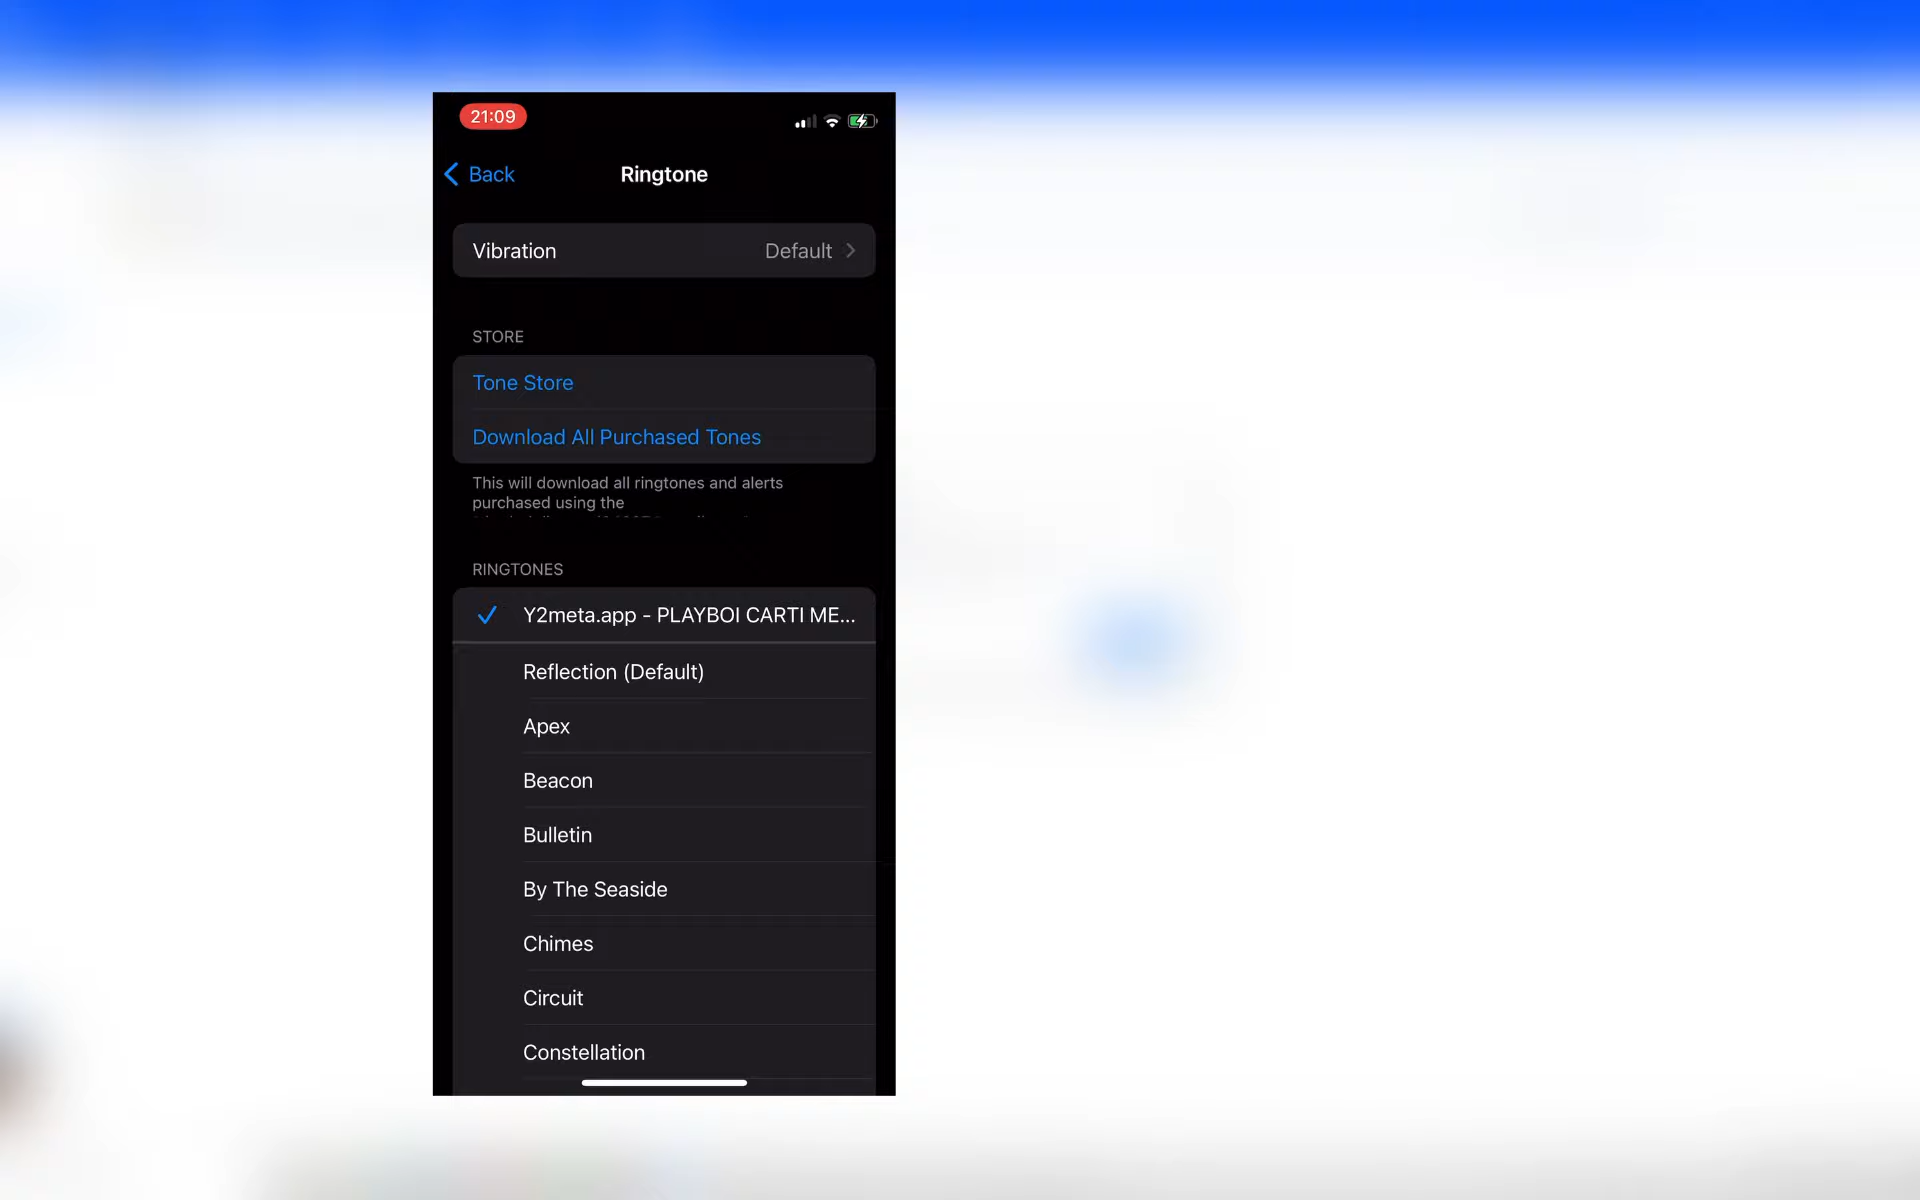 21:09
Back
Ringtone
Vibration Default
STORE
Tone Store
Download All Purchased Tones
This will download all ringtones and alerts
purchased using the
RINGTONES
Y2meta.app - PLAYBOI CARTI ME...
Reflection (Default)
Apex
Beacon
Bulletin
By The Seaside
Chimes
Circuit
Constellation